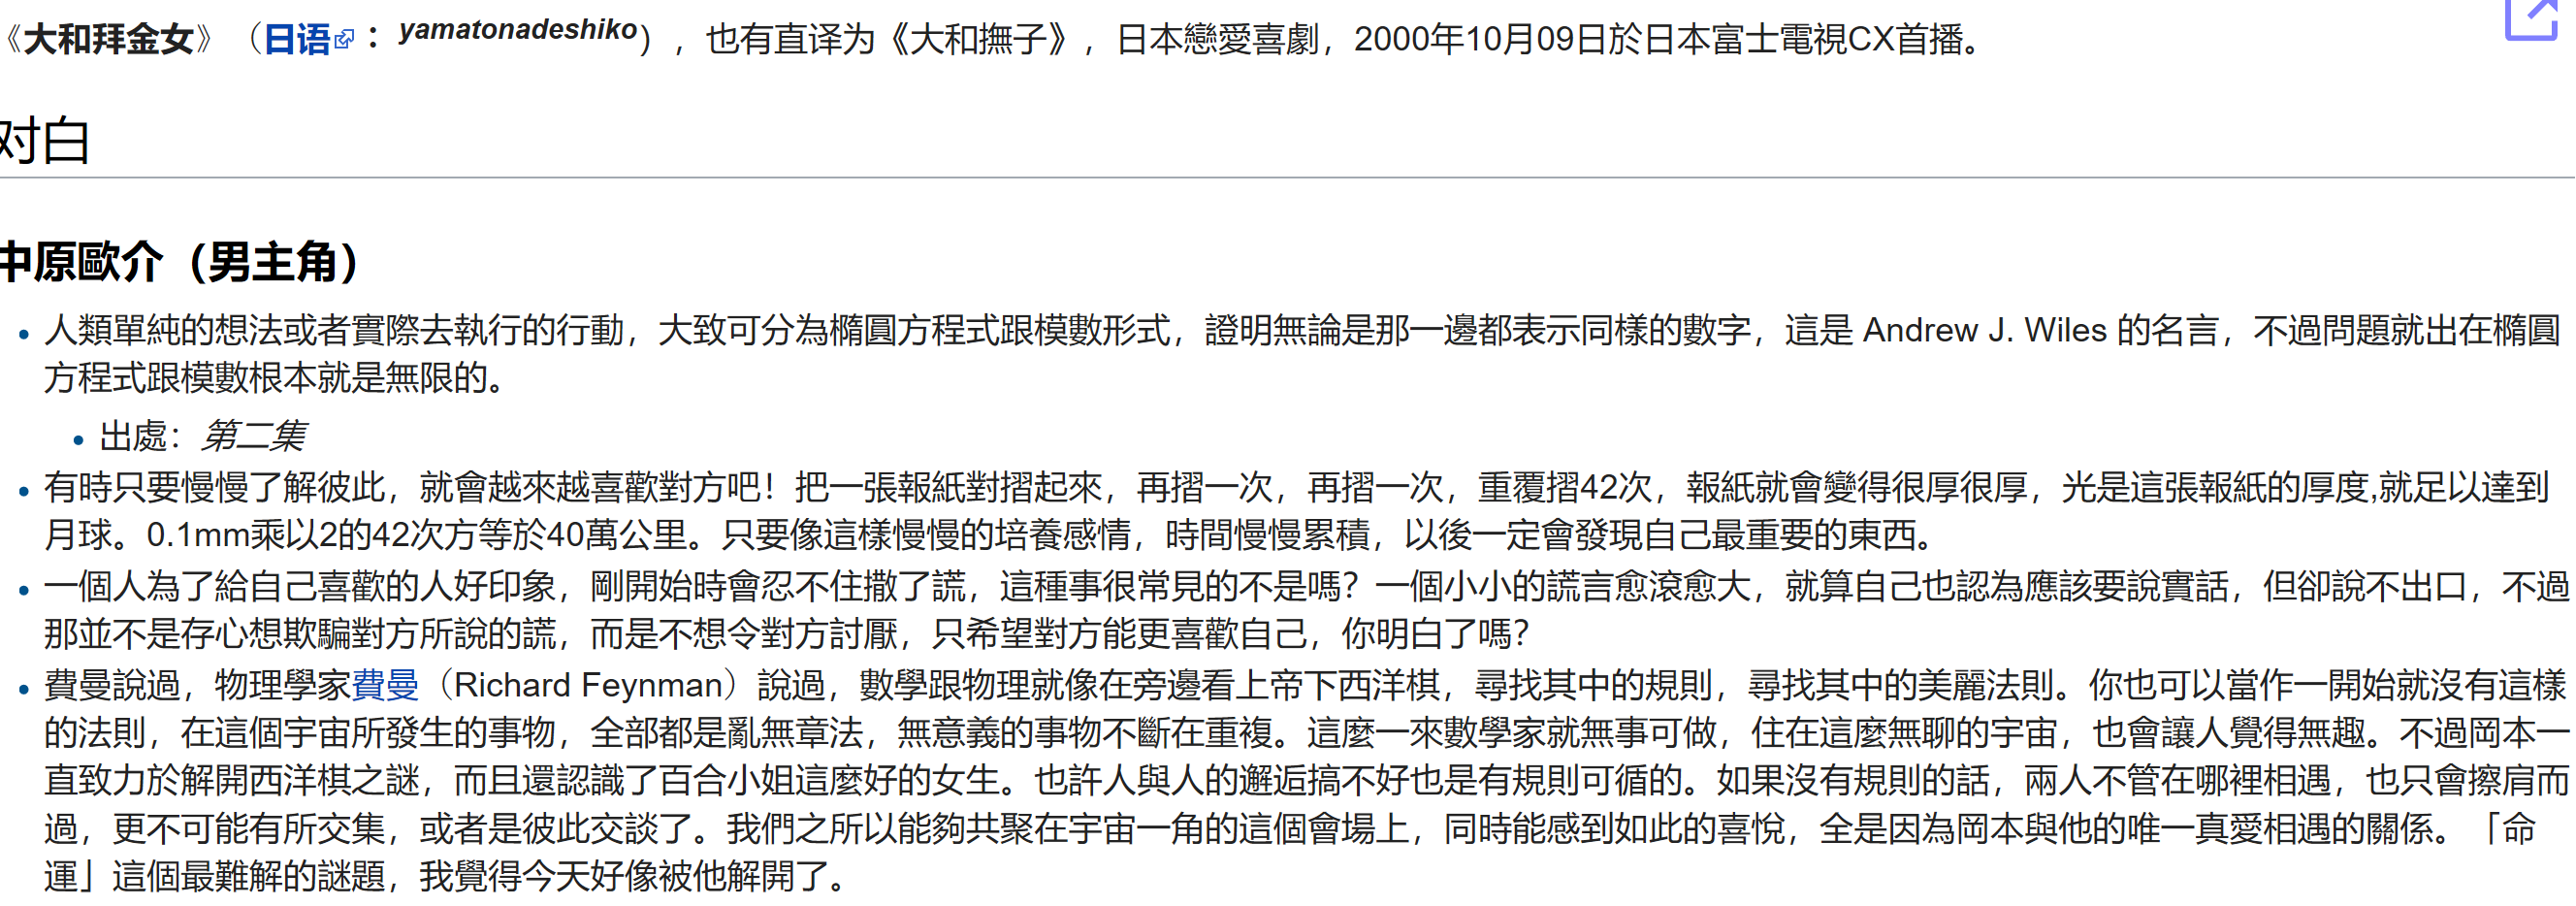 《大和拜金女》（日语：yamatonadeshiko），也有直译为《大和撫子》，日本戀愛喜劇，2000年10月09日於日本富士電視CX首播。
对白
中原歐介（男主角）
人類單純的想法或者實際去執行的行動，大致可分為橢圓方程式跟模數形式，證明無論是那一邊都表示同樣的數字，這是 Andrew J. Wiles 的名言，不過問題就出在橢圓
方程式跟模數根本就是無限的。
出處：第二集
有時只要慢慢了解彼此，就會越來越喜歡對方吧！把一張報紙對摺起來，再摺一次，再摺一次，重覆摺42次，報紙就會變得很厚很厚，光是這張報紙的厚度,就足以達到
月球。0.1mm乘以2的42次方等於40萬公里。只要像這樣慢慢的培養感情，時間慢慢累積，以後一定會發現自己最重要的東西。
一個人為了給自己喜歡的人好印象，剛開始時會忍不住撒了謊，這種事很常見的不是嗎？一個小小的謊言愈滾愈大，就算自己也認為應該要說實話，但卻說不出口，不過
那並不是存心想欺騙對方所說的謊，而是不想令對方討厭，只希望對方能更喜歡自己，你明白了嗎？
費曼說過，物理學家費曼（Richard Feynman）說過，數學跟物理就像在旁邊看上帝下西洋棋，尋找其中的規則，尋找其中的美麗法則。你也可以當作一開始就沒有這樣
的法則，在這個宇宙所發生的事物，全部都是亂無章法，無意義的事物不斷在重複。這麼一來數學家就無事可做，住在這麼無聊的宇宙，也會讓人覺得無趣。不過岡本一
直致力於解開西洋棋之謎，而且還認識了百合小姐這麼好的女生。也許人與人的邂逅搞不好也是有規則可循的。如果沒有規則的話，兩人不管在哪裡相遇，也只會擦肩而
過，更不可能有所交集，或者是彼此交談了。我們之所以能夠共聚在宇宙一角的這個會場上，同時能感到如此的喜悅，全是因為岡本與他的唯一真愛相遇的關係。「命
運」這個最難解的謎題，我覺得今天好像被他解開了。